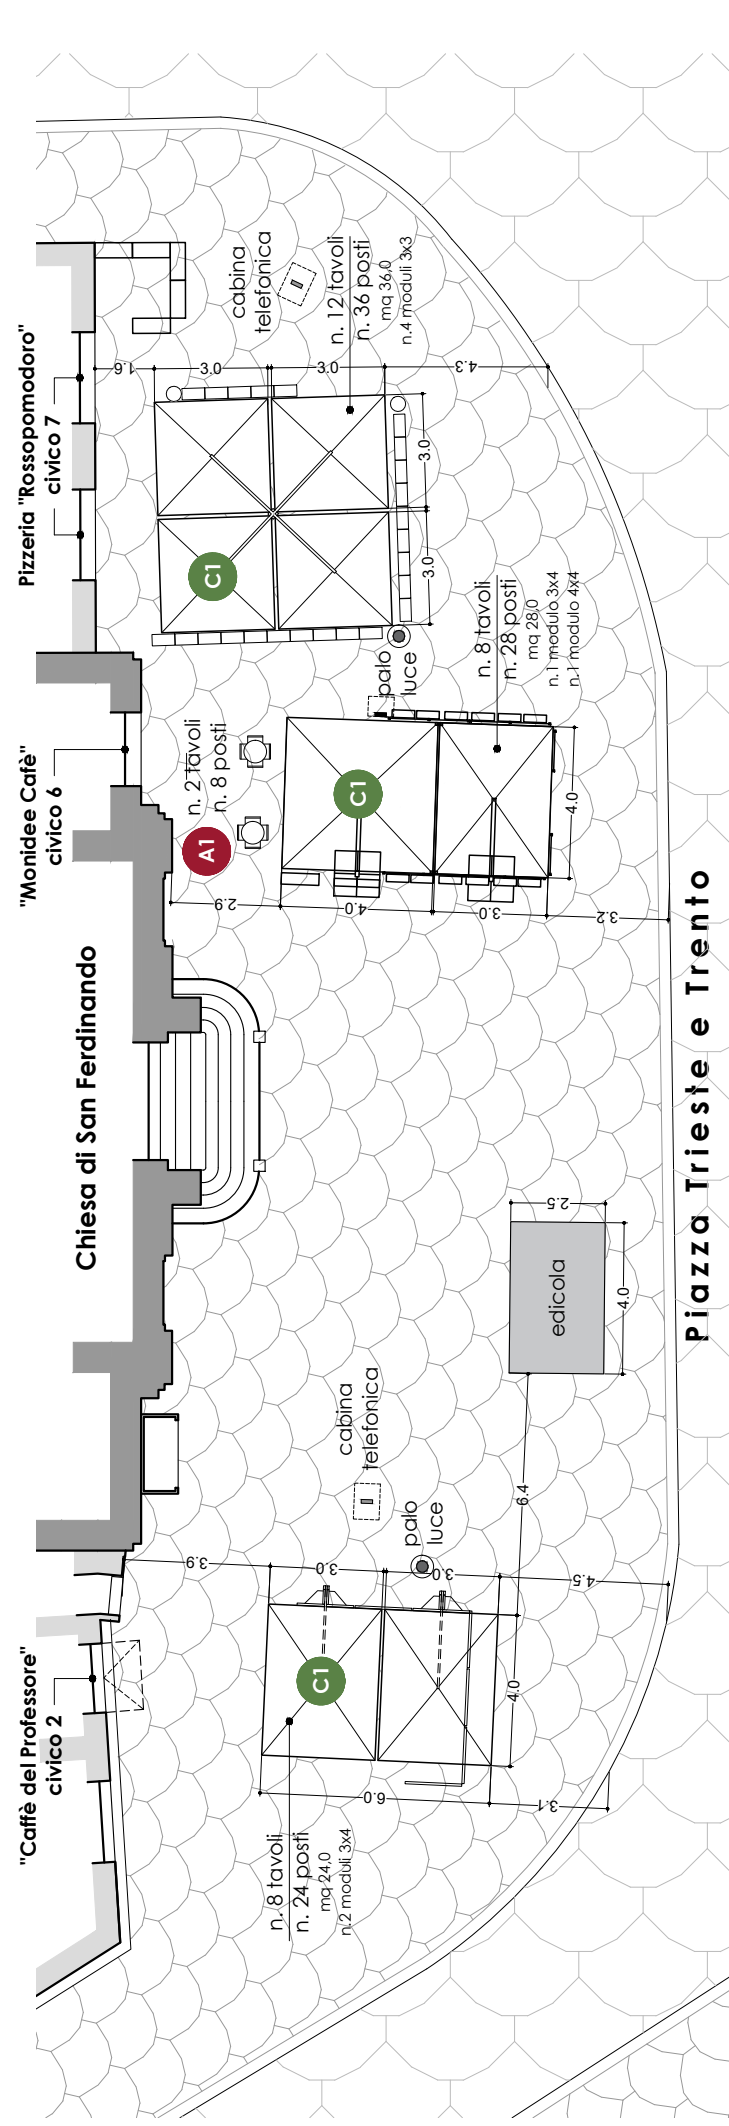 Pizzeria "Rossopomodoro"
civico 7
cabina
telefonica
n. 12 tavoli
n. 36 posti
mq 36,0
n.4 moduli 3x3
1.6
3.0
3.0
4.3
3.0
3.0
C1
palo
luce
"Monidee Cafè"
civico 6
n. 2 tavoli
n. 8 posti
A1
n. 8 tavoli
n. 28 posti
mq 28,0
n.1 modulo 3x4
n.1 modulo 4x4
C1
4.0
2.9
4.0
3.0
3.2
Chiesa di San Ferdinando
Piazza Trieste e Trento
2.5
edicola
4.0
6.4
cabina
telefonica
palo
luce
3.9
3.0
3.0
4.5
"Caffè del Professore"
civico 2
C1
4.0
6.0
3.1
n. 8 tavoli
n. 24 posti
mq 24,0
n.2 moduli 3x4